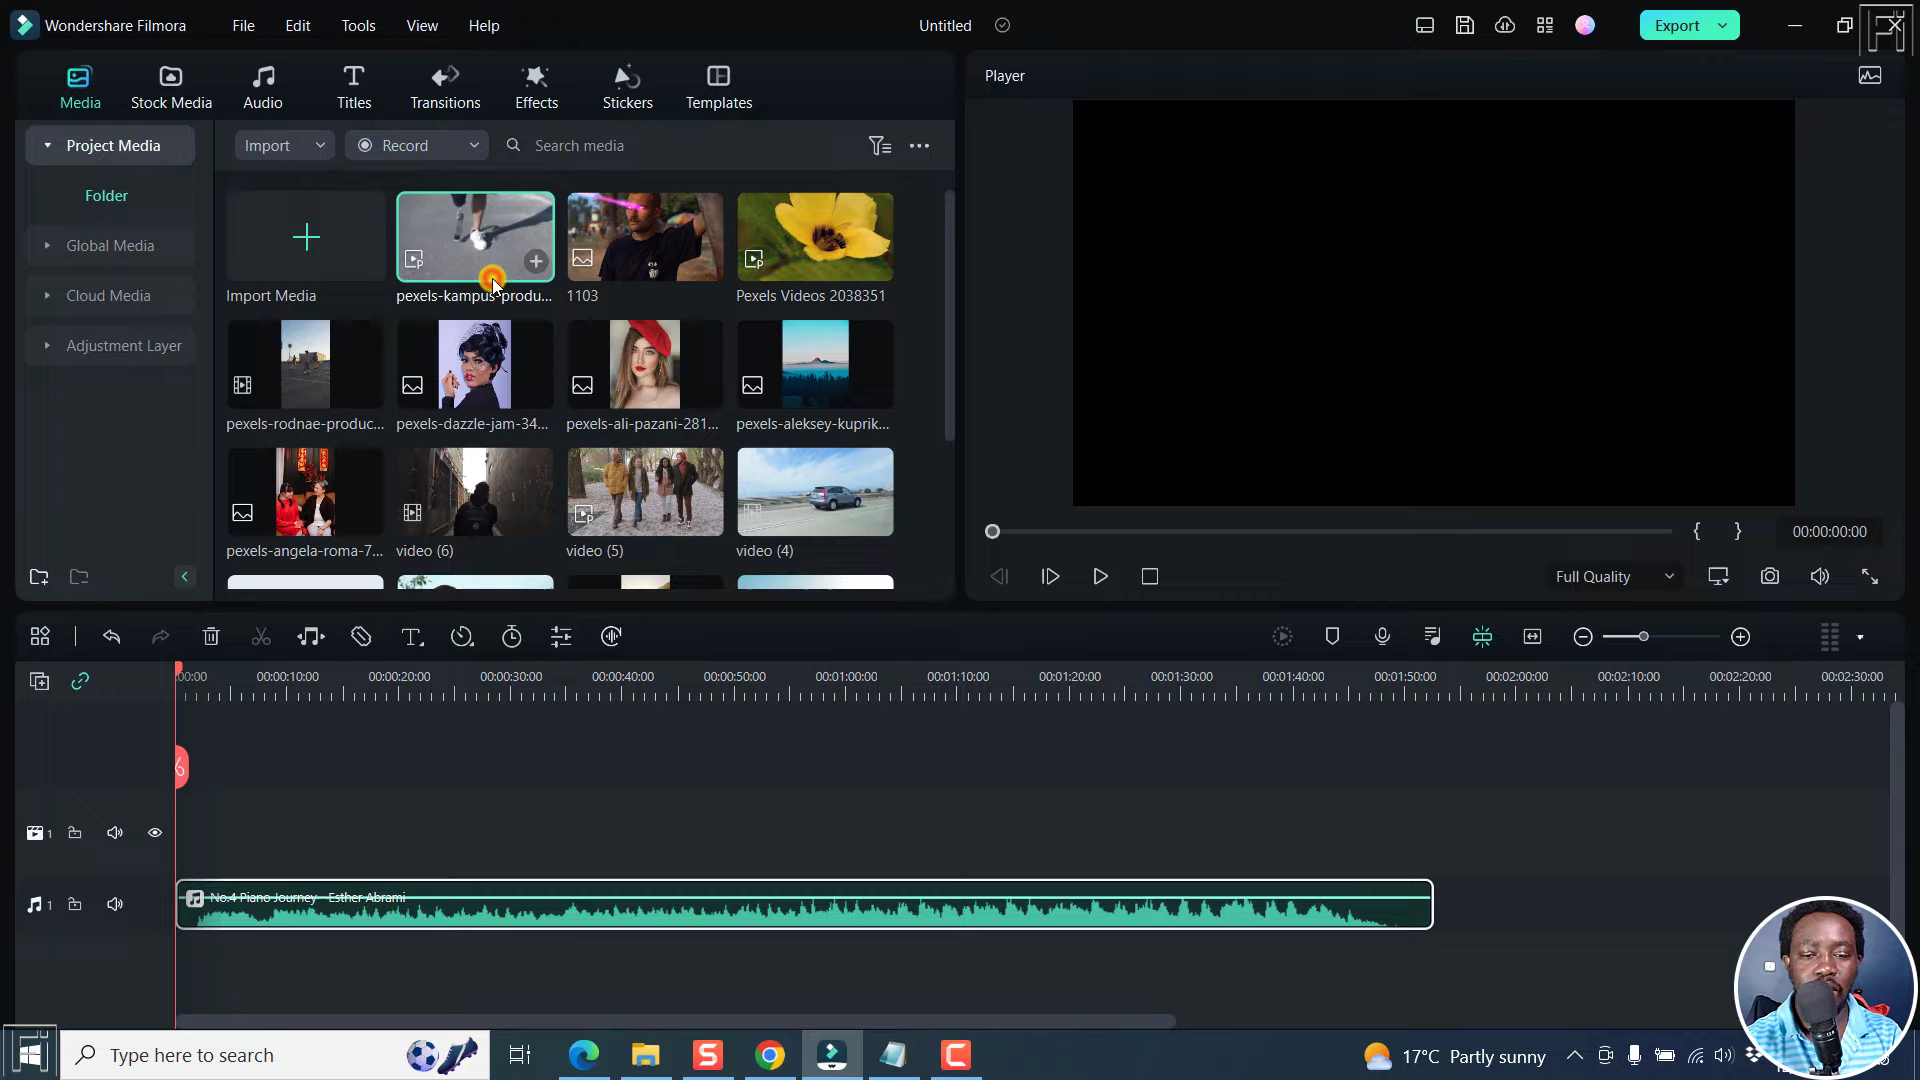 Wondershare Filmora File Edit Tools View Help Untitled Export
Media Stock Media Audio Titles Transitions Effects Stickers Templates
Player
Project Media
Import Record Search media
Folder
Global Media
Cloud Media
Adjustment Layer
Import Media pexels-kampus-produ... 1103 Pexels Videos 2038351
pexels-rodnae-produc... pexels-dazzle-jam-34... pexels-ali-pazani-281... pexels-aleksey-kuprik...
pexels-angela-roma-7... video (6) video (5) video (4)
{ } 00:00:00:00
Full Quality
:00:00 00:00:10:00 00:00:20:00 00:00:30:00 00:00:40:00 00:00:50:00 00:01:00:00 00:01:10:00 00:01:20:00 00:01:30:00 00:01:40:00 00:01:50:00 00:02:00:00 00:02:10:00 00:02:20:00 00:02:30:00
1
1
No.4 Piano Journey - Esther Abrami
Type here to search
17°C Partly sunny